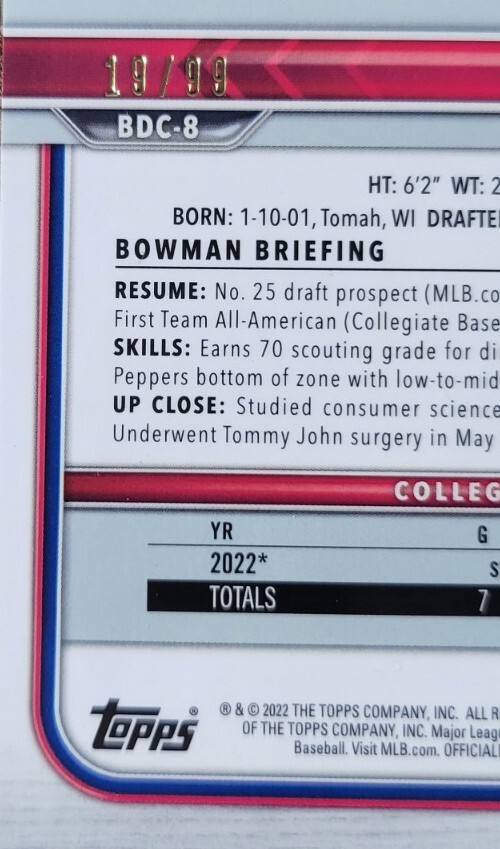 19/99
BDC-8
HT: 6'2" WT: 2
BORN: 1-10-01, Tomah, WI DRAFTE
BOWMAN BRIEFING
RESUME: No. 25 draft prospect (MLB.co
First Team All-American (Collegiate Base
SKILLS: Earns 70 scouting grade for di
Peppers bottom of zone with low-to-mid
UP CLOSE: Studied consumer science
Underwent Tommy John surgery in May
COLLEG
YR G
2022* S
TOTALS 7
topps® ® & © 2022 THE TOPPS COMPANY, INC. ALL RI
OF THE TOPPS COMPANY, INC. Major Leag
Baseball. Visit MLB.com. OFFICIAL